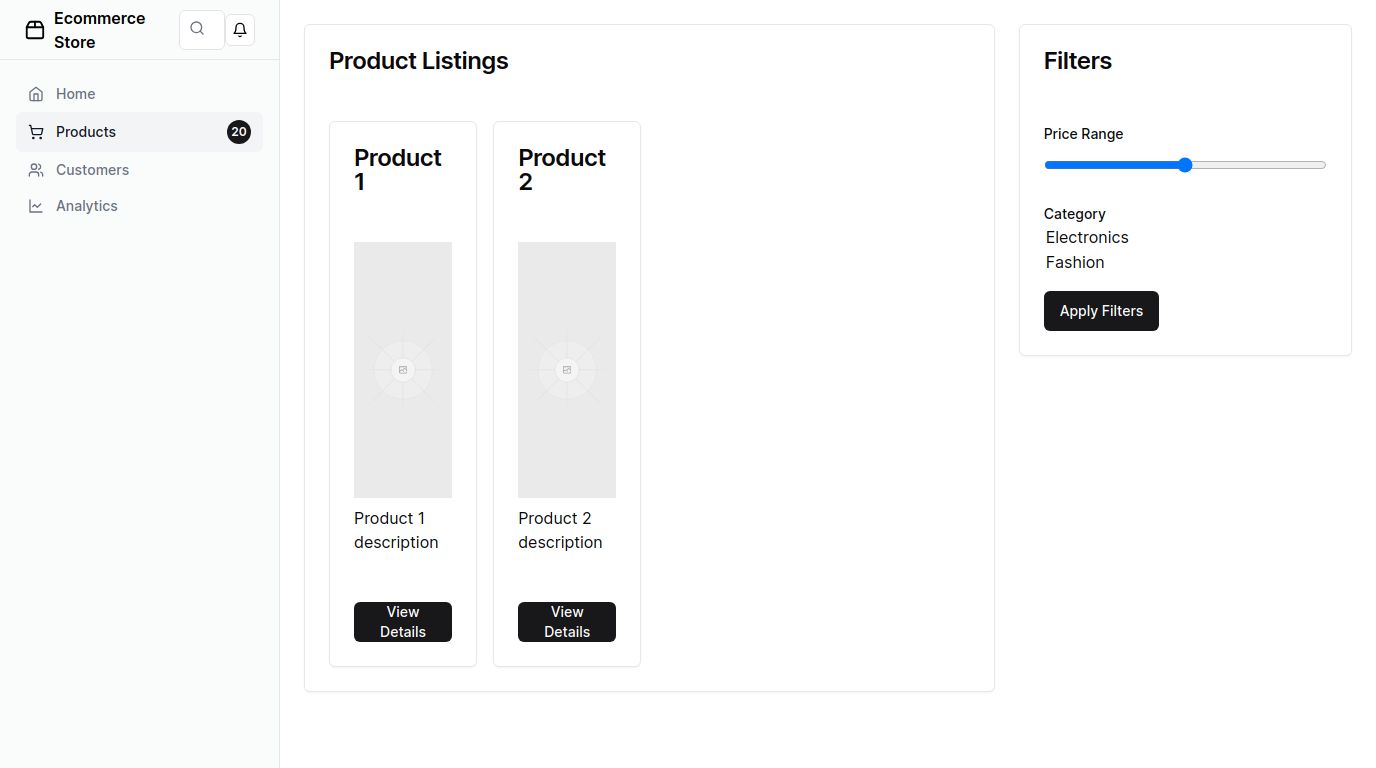 Ecommerce
Store
Home
Products
20
Customers
Analytics
Product Listings
Product
1
Product 1
description
View
Details
Product
2
Product 2
description
View
Details
Filters
Price Range
Category
Electronics
Fashion
Apply Filters